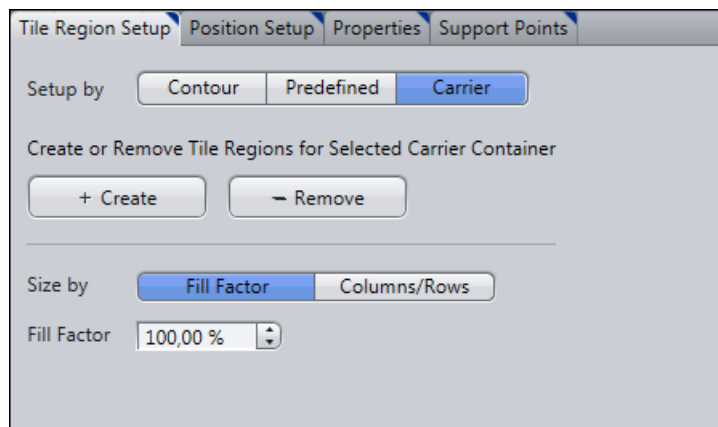 Tile Region Setup Position Setup Properties Support Points
Setup by Contour Predefined Carrier
Create or Remove Tile Regions for Selected Carrier Container
+ Create − Remove
Size by Fill Factor Columns/Rows
Fill Factor 100,00 %